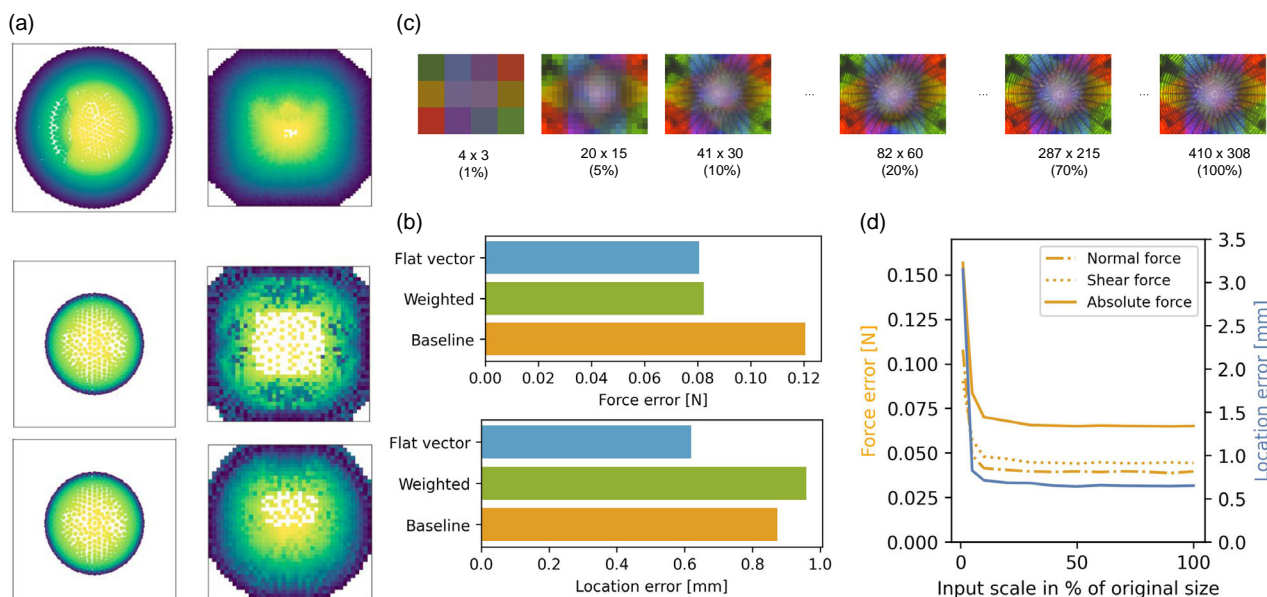 (a)
(c)
... ... ...
4 x 3 20 x 15 41 x 30 82 x 60 287 x 215 410 x 308
(1%) (5%) (10%) (20%) (70%) (100%)
(b)
Flat vector
Weighted
Baseline
0.00 0.02 0.04 0.06 0.08 0.10 0.12
Force error [N]
Flat vector
Weighted
Baseline
0.0 0.2 0.4 0.6 0.8 1.0
Location error [mm]
(d)
Force error [N]
0.150
0.125
0.100
0.075
0.050
0.025
0.000
Normal force
Shear force
Absolute force
3.5
3.0
2.5
2.0
1.5
1.0
0.5
0.0
Location error [mm]
0 50 100
Input scale in % of original size